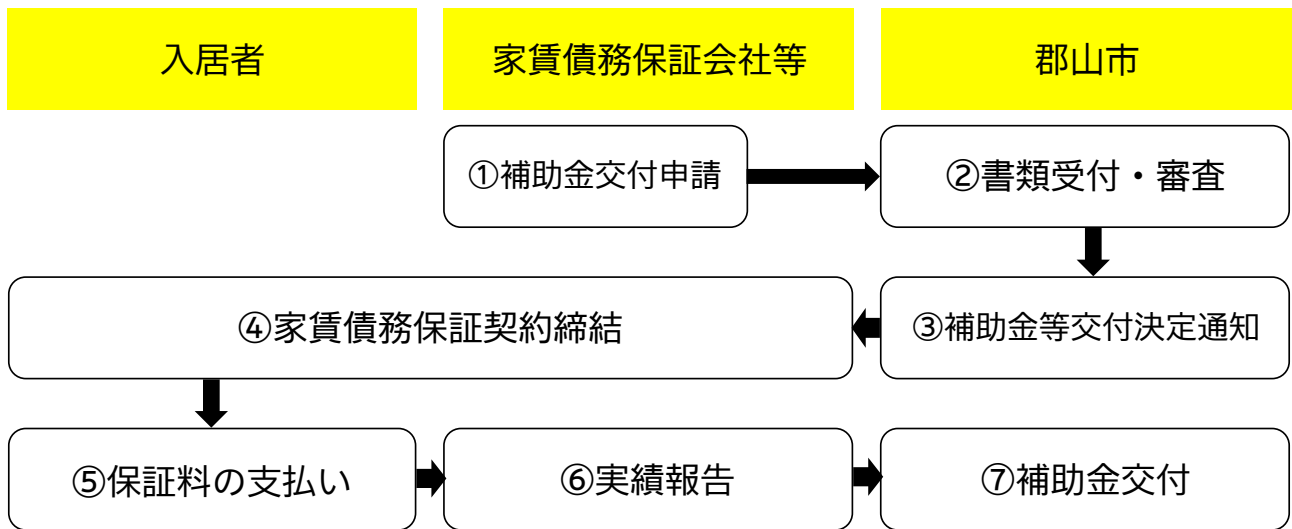 入居者
家賃債務保証会社等
郡山市
①補助金交付申請
②書類受付・審査
③補助金等交付決定通知
④家賃債務保証契約締結
⑤保証料の支払い
⑥実績報告
⑦補助金交付